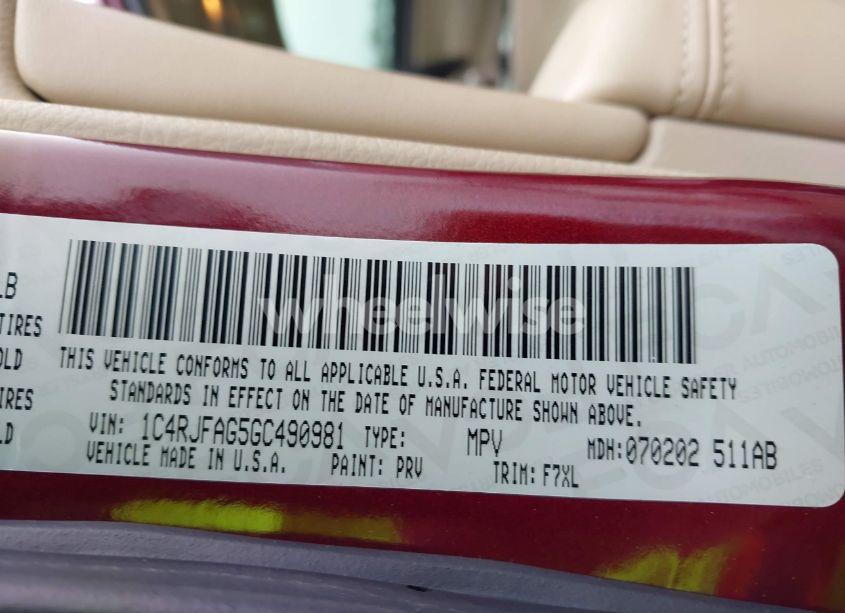 LB
TIRES
OLD
IRES
LD
wheelwise
THIS VEHICLE CONFORMS TO ALL APPLICABLE U.S.A. FEDERAL MOTOR VEHICLE SAFETY
STANDARDS IN EFFECT ON THE DATE OF MANUFACTURE SHOWN ABOVE.
VIN: 1C4RJFAG5GC490981 TYPE: MPV MDH:070202 511AB
VEHICLE MADE IN U.S.A. PAINT: PRV TRIM: F7XL